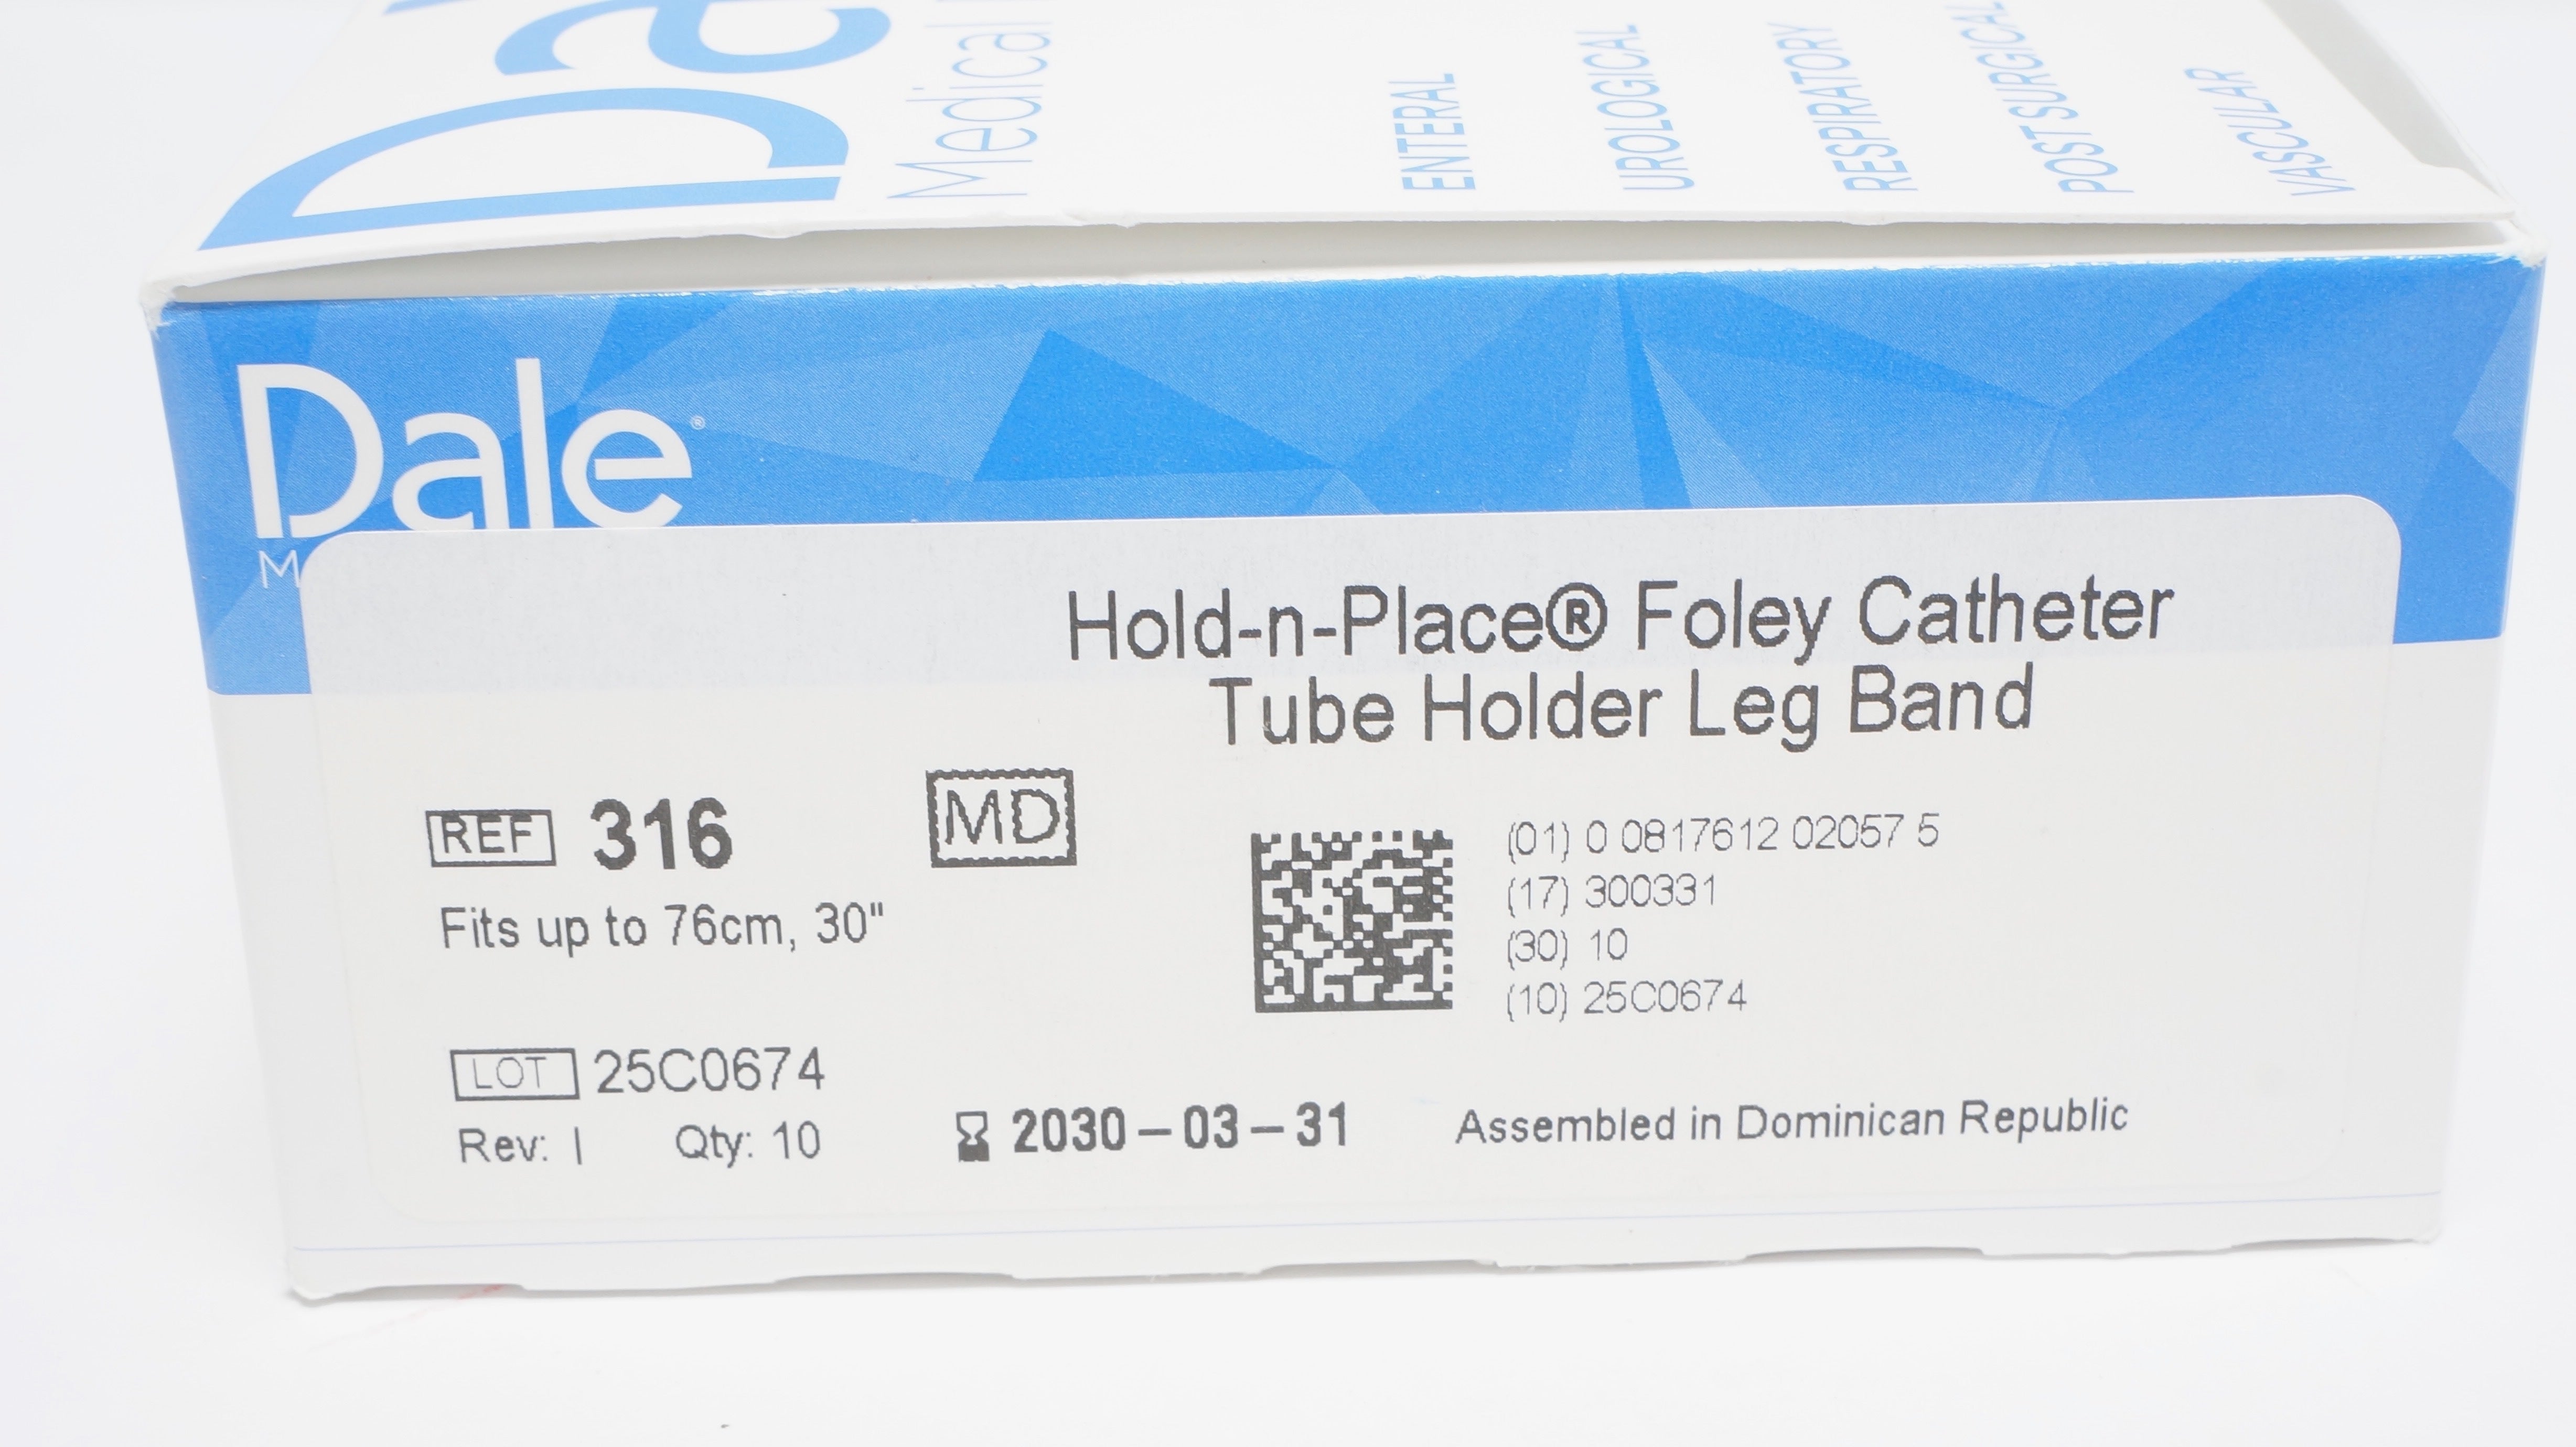 Medical
ENTERAL
UROLOGICAL
RESPIRATORY
POST SURGICAL
VASCULAR
Dale®
Hold-n-Place® Foley Catheter
Tube Holder Leg Band
REF 316
MD
Fits up to 76cm, 30"
(01) 0 0817612 02057 5
(17) 300331
(30) 10
(10) 25C0674
LOT 25C0674
Rev: I Qty: 10
2030-03-31
Assembled in Dominican Republic